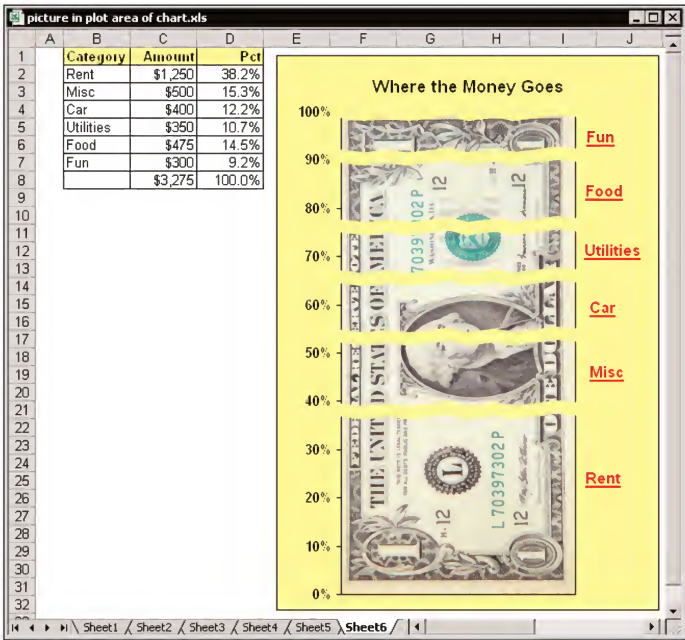 picture in plot area of chart.xls
A B C D E F G H I J
1 Category Amount Pct
2 Rent $1,250 38.2%
3 Misc $500 15.3%
4 Car $400 12.2%
5 Utilities $350 10.7%
6 Food $475 14.5%
7 Fun $300 9.2%
8 $3,275 100.0%
9
10
11
12
13
14
15
16
17
18
19
20
21
22
23
24
25
26
27
28
29
30
31
32
Where the Money Goes
100%
90%
80%
70%
60%
50%
40%
30%
20%
10%
0%
Fun
Food
Utilities
Car
Misc
Rent
THE UNITED STATES OF AMERICA
ONE DOLLAR
L 70397302 P
L
12
12
12
12
1
1
1
Sheet1 Sheet2 Sheet3 Sheet4 Sheet5 Sheet6